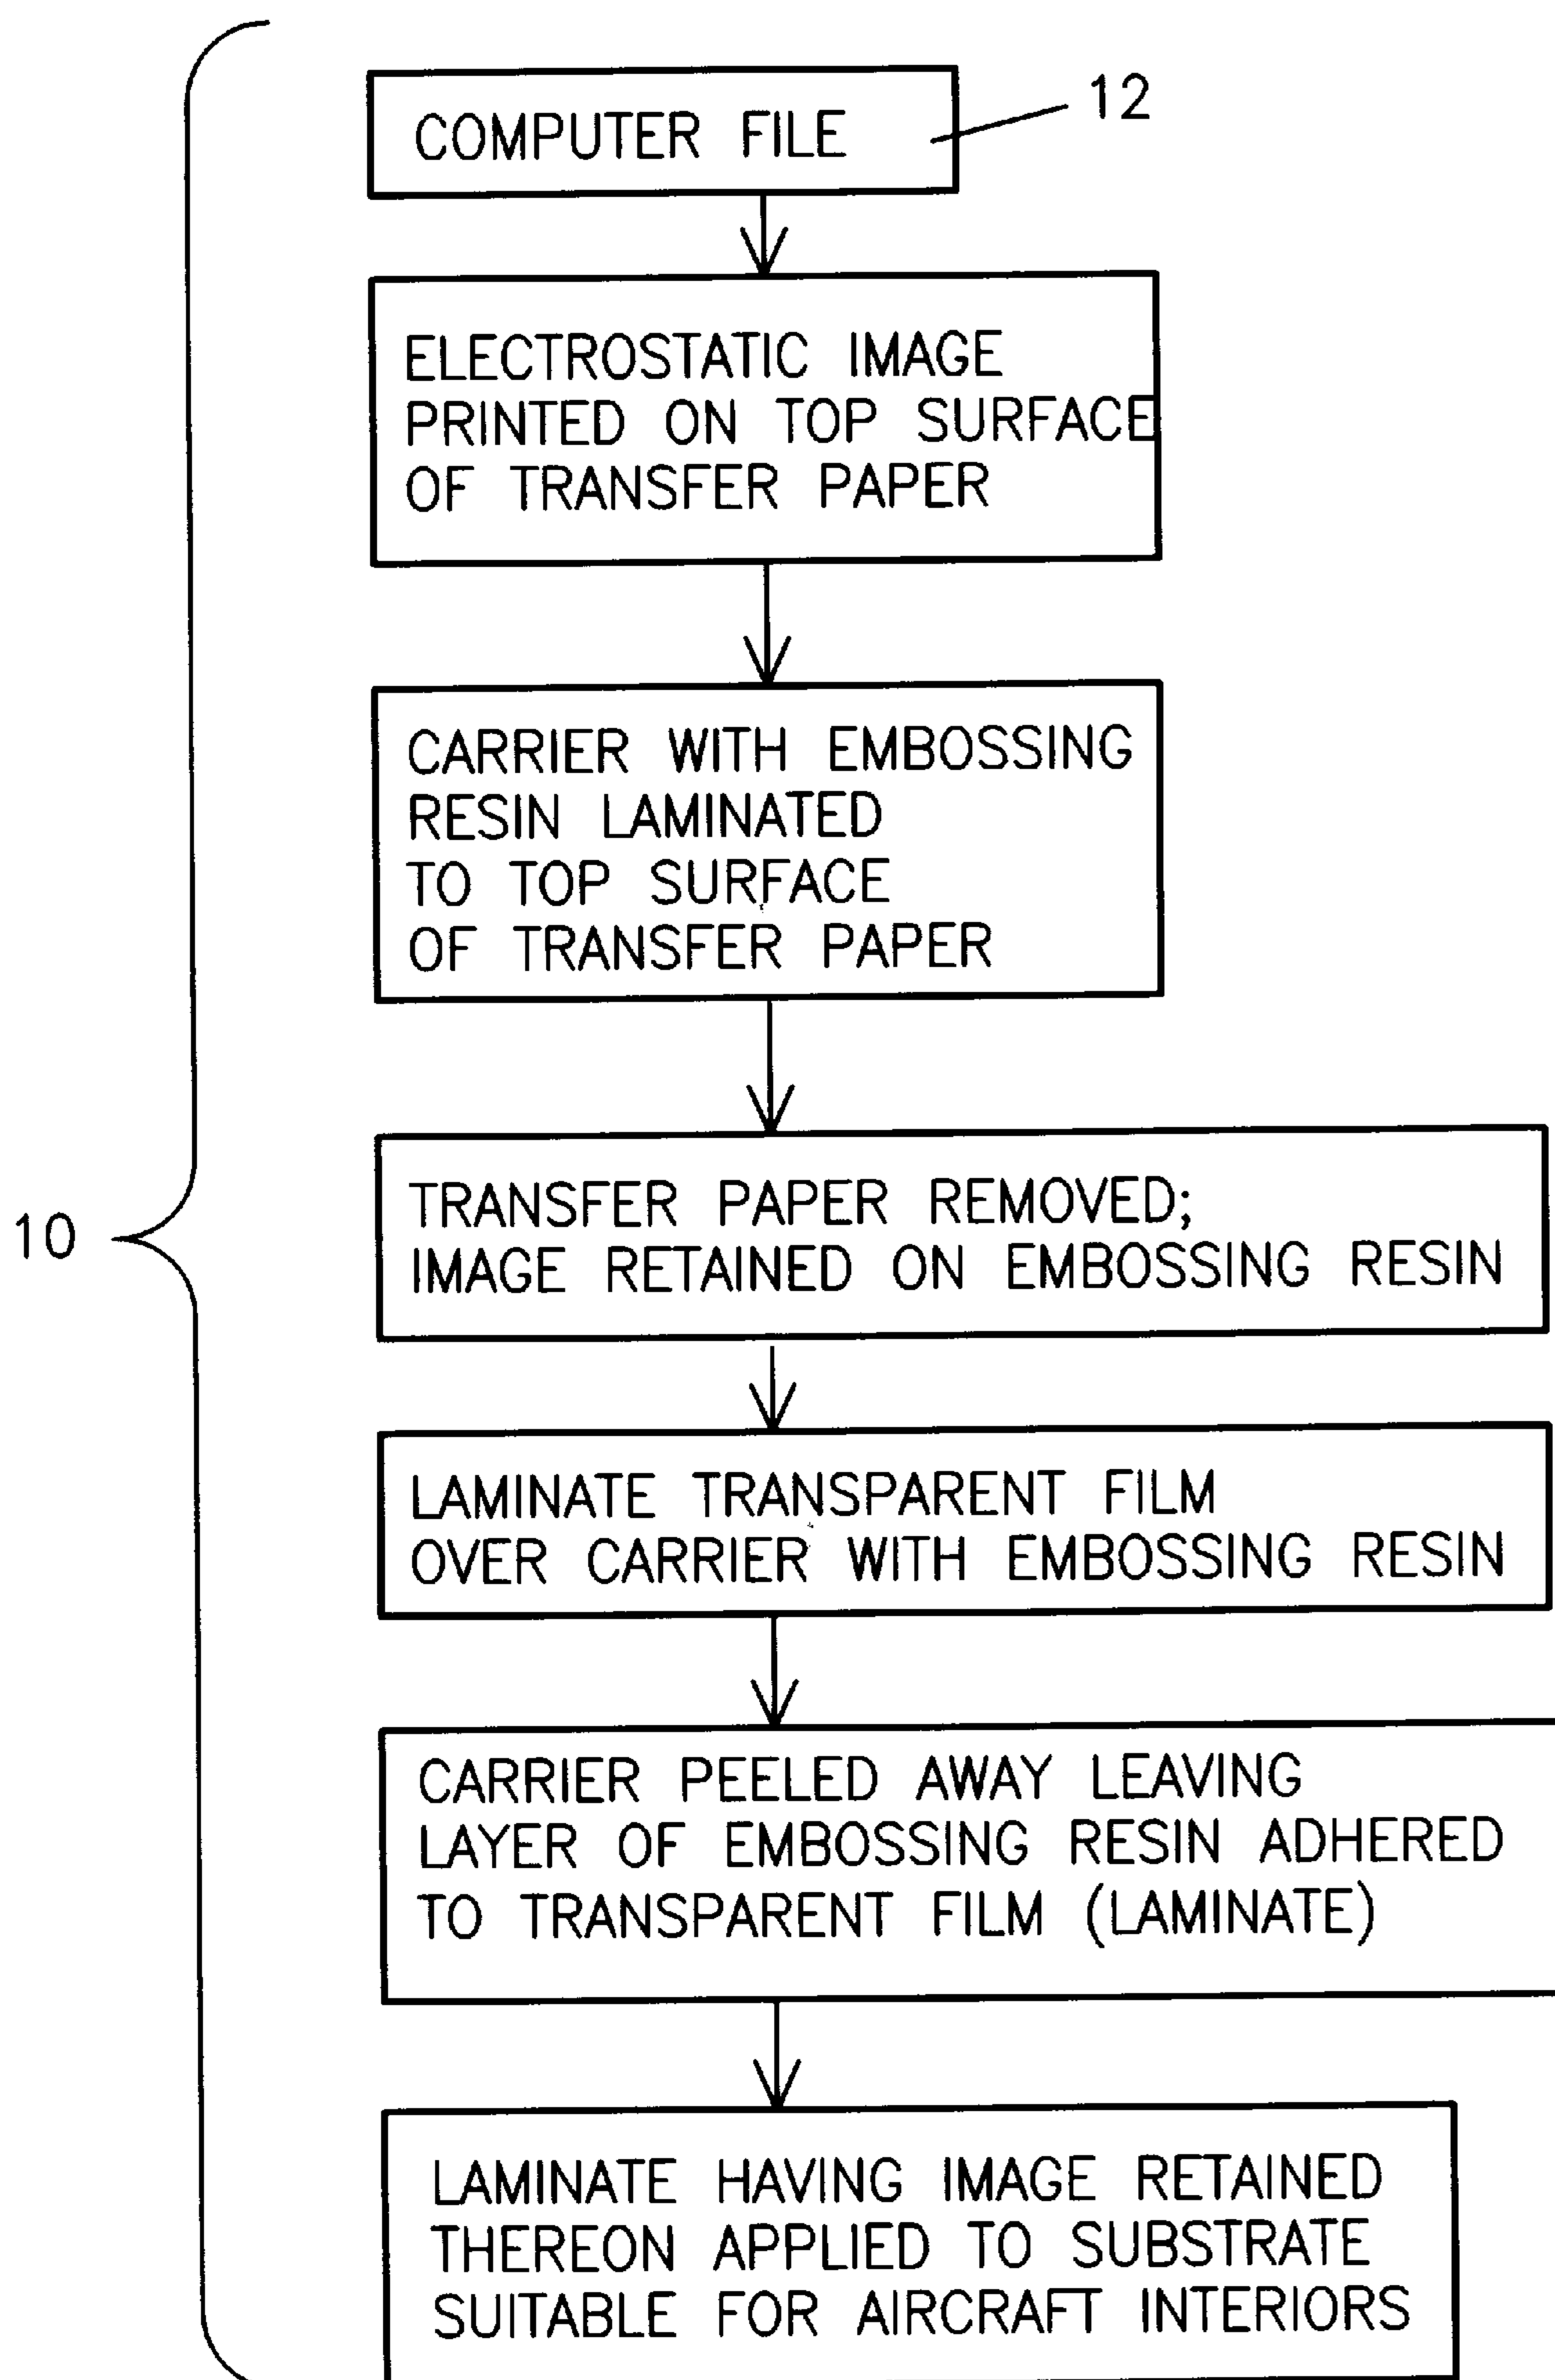 COMPUTER FILE
12
ELECTROSTATIC IMAGE
PRINTED ON TOP SURFACE
OF TRANSFER PAPER
CARRIER WITH EMBOSSING
RESIN LAMINATED
TO TOP SURFACE
OF TRANSFER PAPER
10
TRANSFER PAPER REMOVED;
IMAGE RETAINED ON EMBOSSING RESIN
LAMINATE TRANSPARENT FILM
OVER CARRIER WITH EMBOSSING RESIN
CARRIER PEELED AWAY LEAVING
LAYER OF EMBOSSING RESIN ADHERED
TO TRANSPARENT FILM (LAMINATE)
LAMINATE HAVING IMAGE RETAINED
THEREON APPLIED TO SUBSTRATE
SUITABLE FOR AIRCRAFT INTERIORS